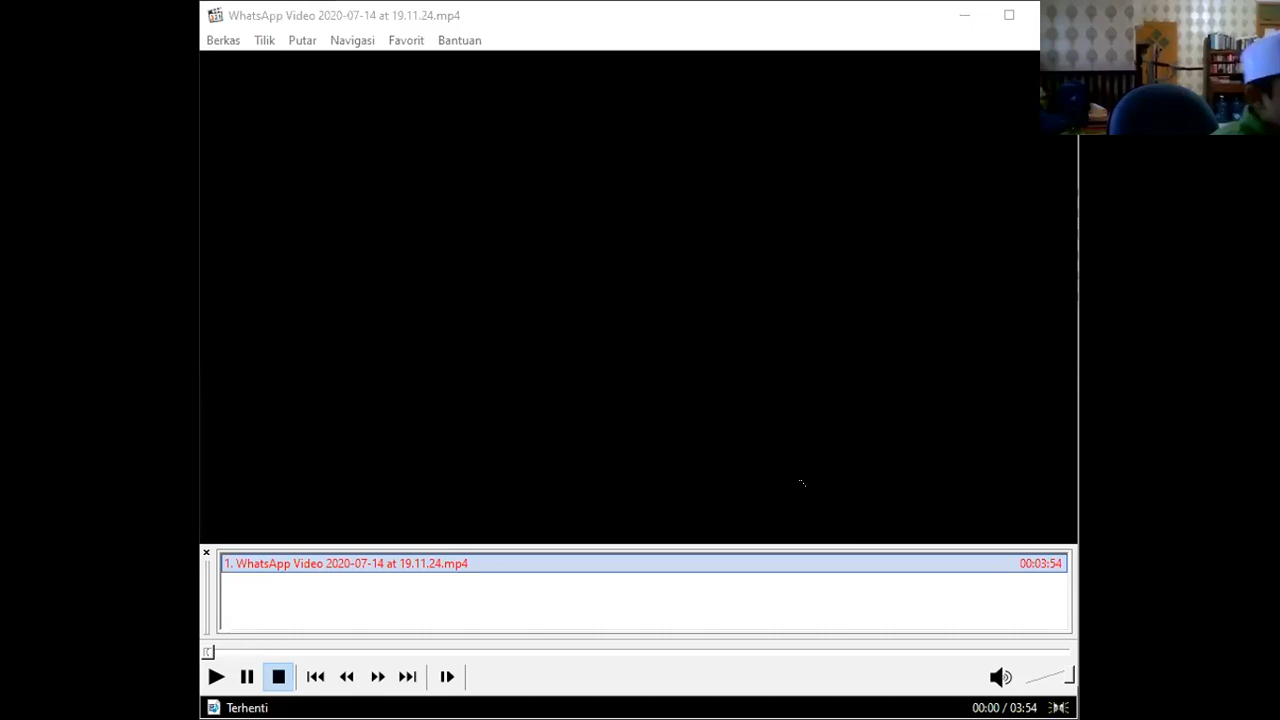 WhatsApp Video 2020-07-14 at 19.11.24.mp4
Berkas Tilik Putar Navigasi Favorit Bantuan
1. WhatsApp Video 2020-07-14 at 19.11.24.mp4 00:03:54
Terhenti 00:00 / 03:54